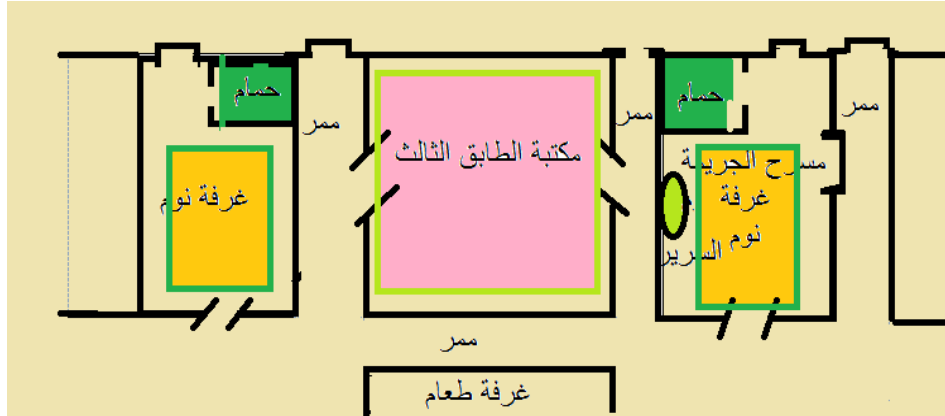 حمام
حمام
ممر
ممر
ممر
مكتبة الطابق الثالث
مسرح الجريمة
غرفة
نوم
السرير
غرفة نوم
ممر
غرفة طعام